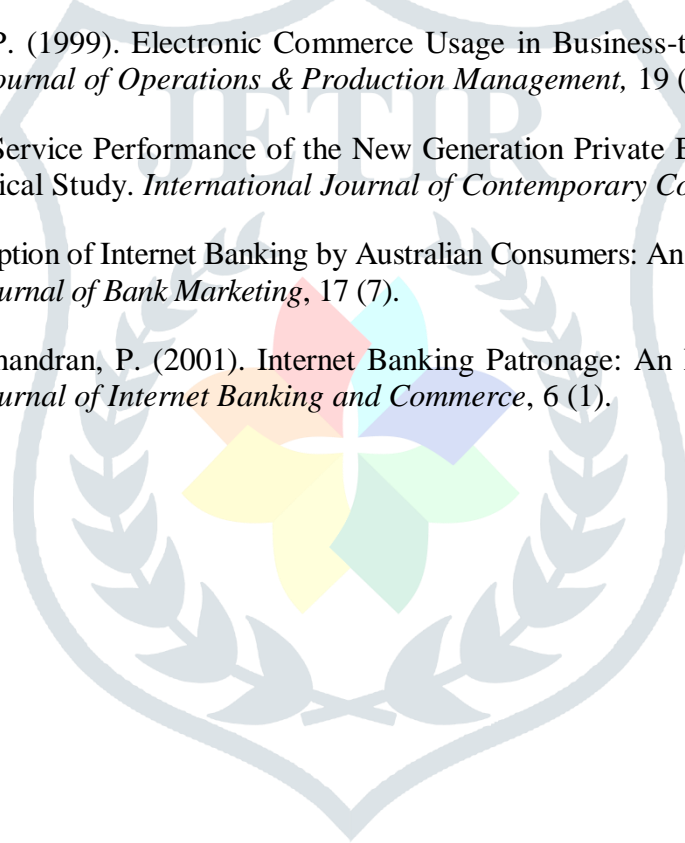 P. (1999). Electronic Commerce Usage in Business-t
ournal of Operations & Production Management, 19 (
JETIR
Service Performance of the New Generation Private
ical Study. International Journal of Contemporary Co
ption of Internet Banking by Australian Consumers: An
urnal of Bank Marketing, 17 (7).
handran, P. (2001). Internet Banking Patronage: An
urnal of Internet Banking and Commerce, 6 (1).